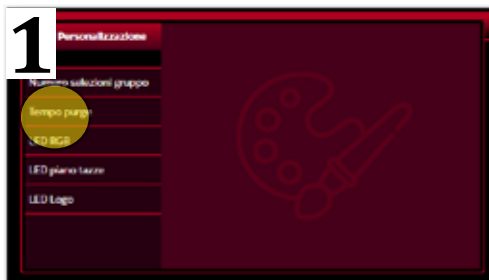 1
Personalizzazione
Numero selezioni gruppo
Tempo purge
LED RGB
LED piano tazze
LED Logo